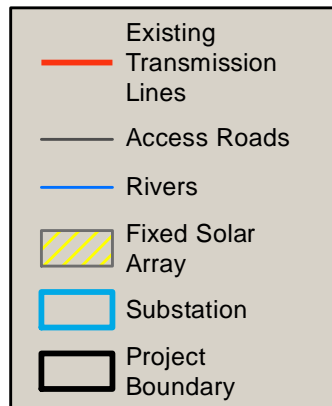 Existing
Transmission
Lines
Access Roads
Rivers
Fixed Solar
Array
Substation
Project
Boundary